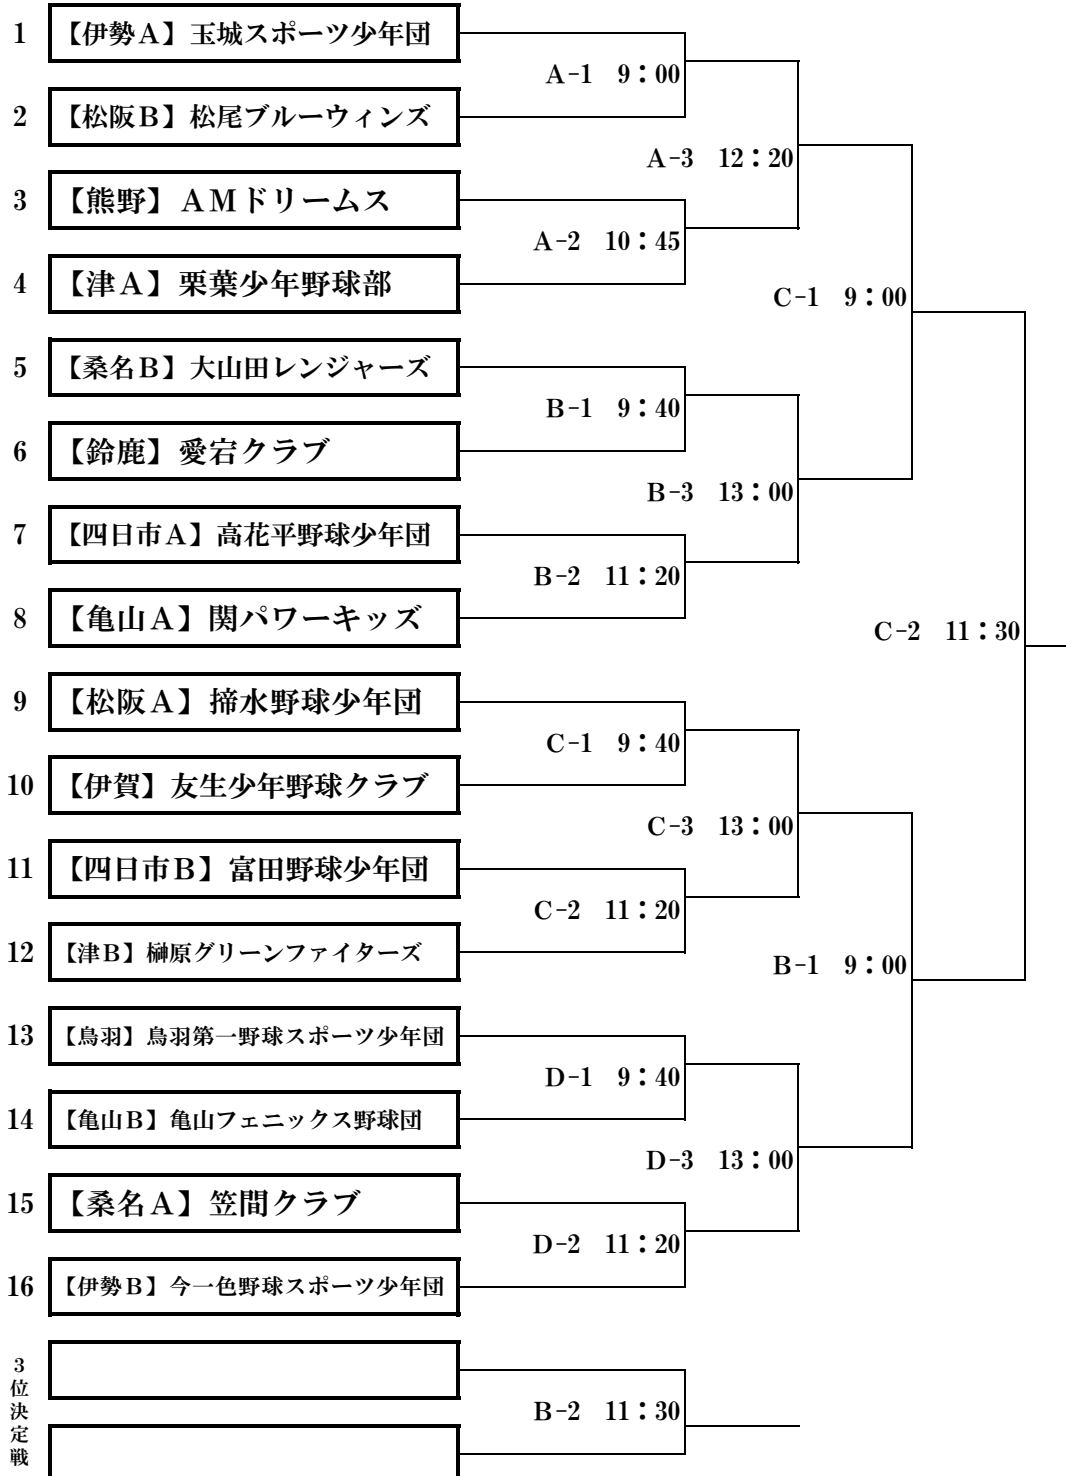 1 【伊勢A】玉城スポーツ少年団
A-1 9：00
2 【松阪B】松尾ブルーウィンズ
A-3 12：20
3 【熊野】AMドリームス
A-2 10：45
4 【津A】栗葉少年野球部
C-1 9：00
5 【桑名B】大山田レンジャーズ
B-1 9：40
6 【鈴鹿】愛宕クラブ
B-3 13：00
7 【四日市A】高花平野球少年団
B-2 11：20
8 【亀山A】関パワーキッズ
C-2 11：30
9 【松阪A】揥水野球少年団
C-1 9：40
10 【伊賀】友生少年野球クラブ
C-3 13：00
11 【四日市B】富田野球少年団
C-2 11：20
12 【津B】榊原グリーンファイターズ
B-1 9：00
13 【鳥羽】鳥羽第一野球スポーツ少年団
D-1 9：40
14 【亀山B】亀山フェニックス野球団
D-3 13：00
15 【桑名A】笠間クラブ
D-2 11：20
16 【伊勢B】今一色野球スポーツ少年団
3位決定戦
B-2 11：30